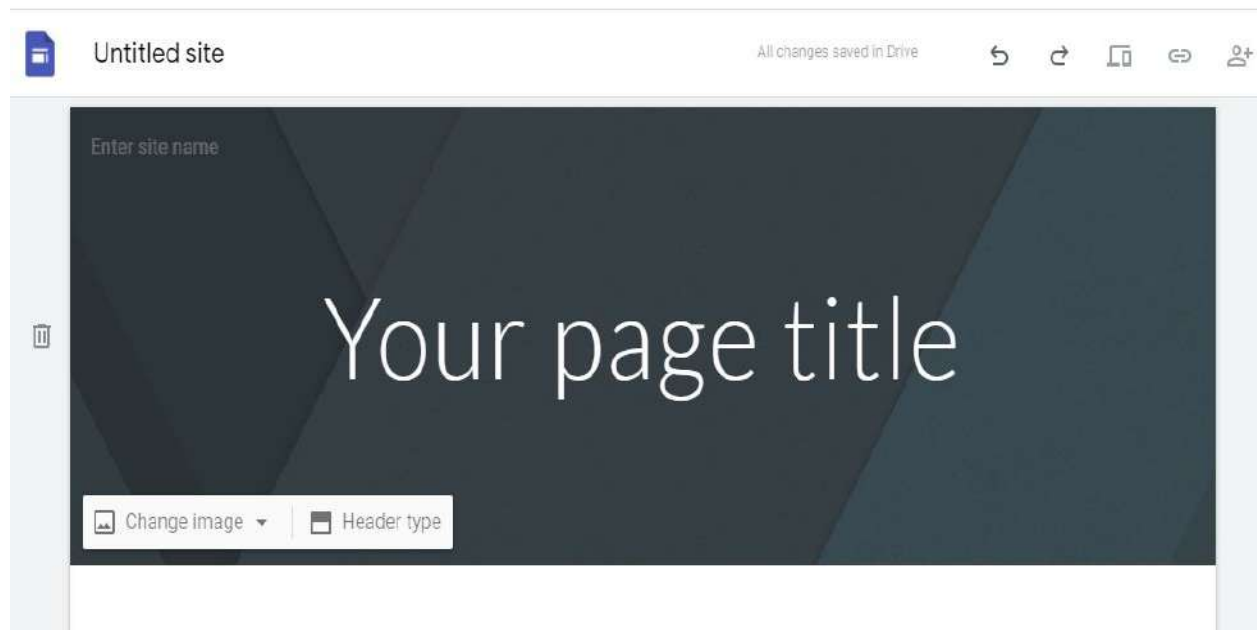 Untitled site
All changes saved in Drive
Enter site name
Your page title
Change image
Header type